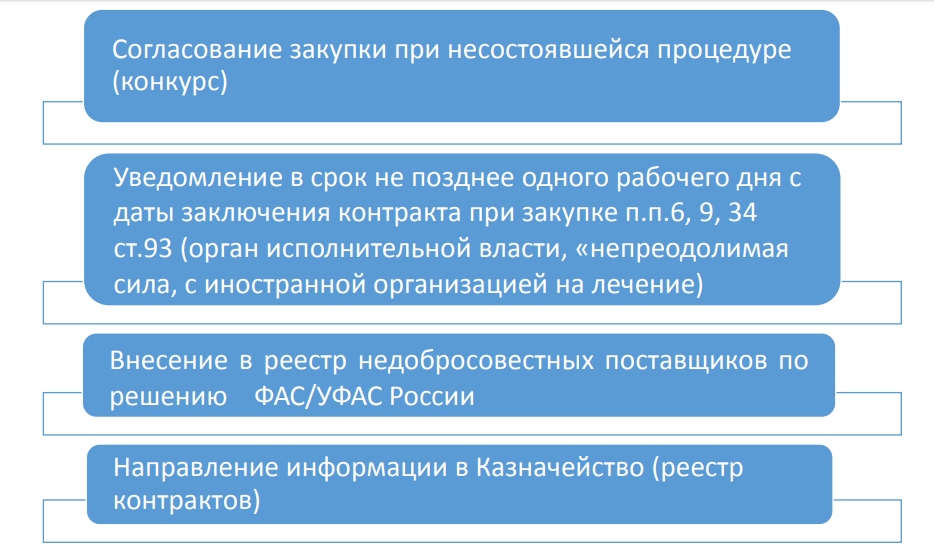 Согласование закупки при несостоявшейся процедуре
(конкурс)
Уведомление в срок не позднее одного рабочего дня с
даты заключения контракта при закупке п.п.6, 9, 34
ст.93 (орган исполнительной власти, «непреодолимая
сила, с иностранной организацией на лечение)
Внесение в реестр недобросовестных поставщиков по
решению ФАС/УФАС России
Направление информации в Казначейство (реестр
контрактов)